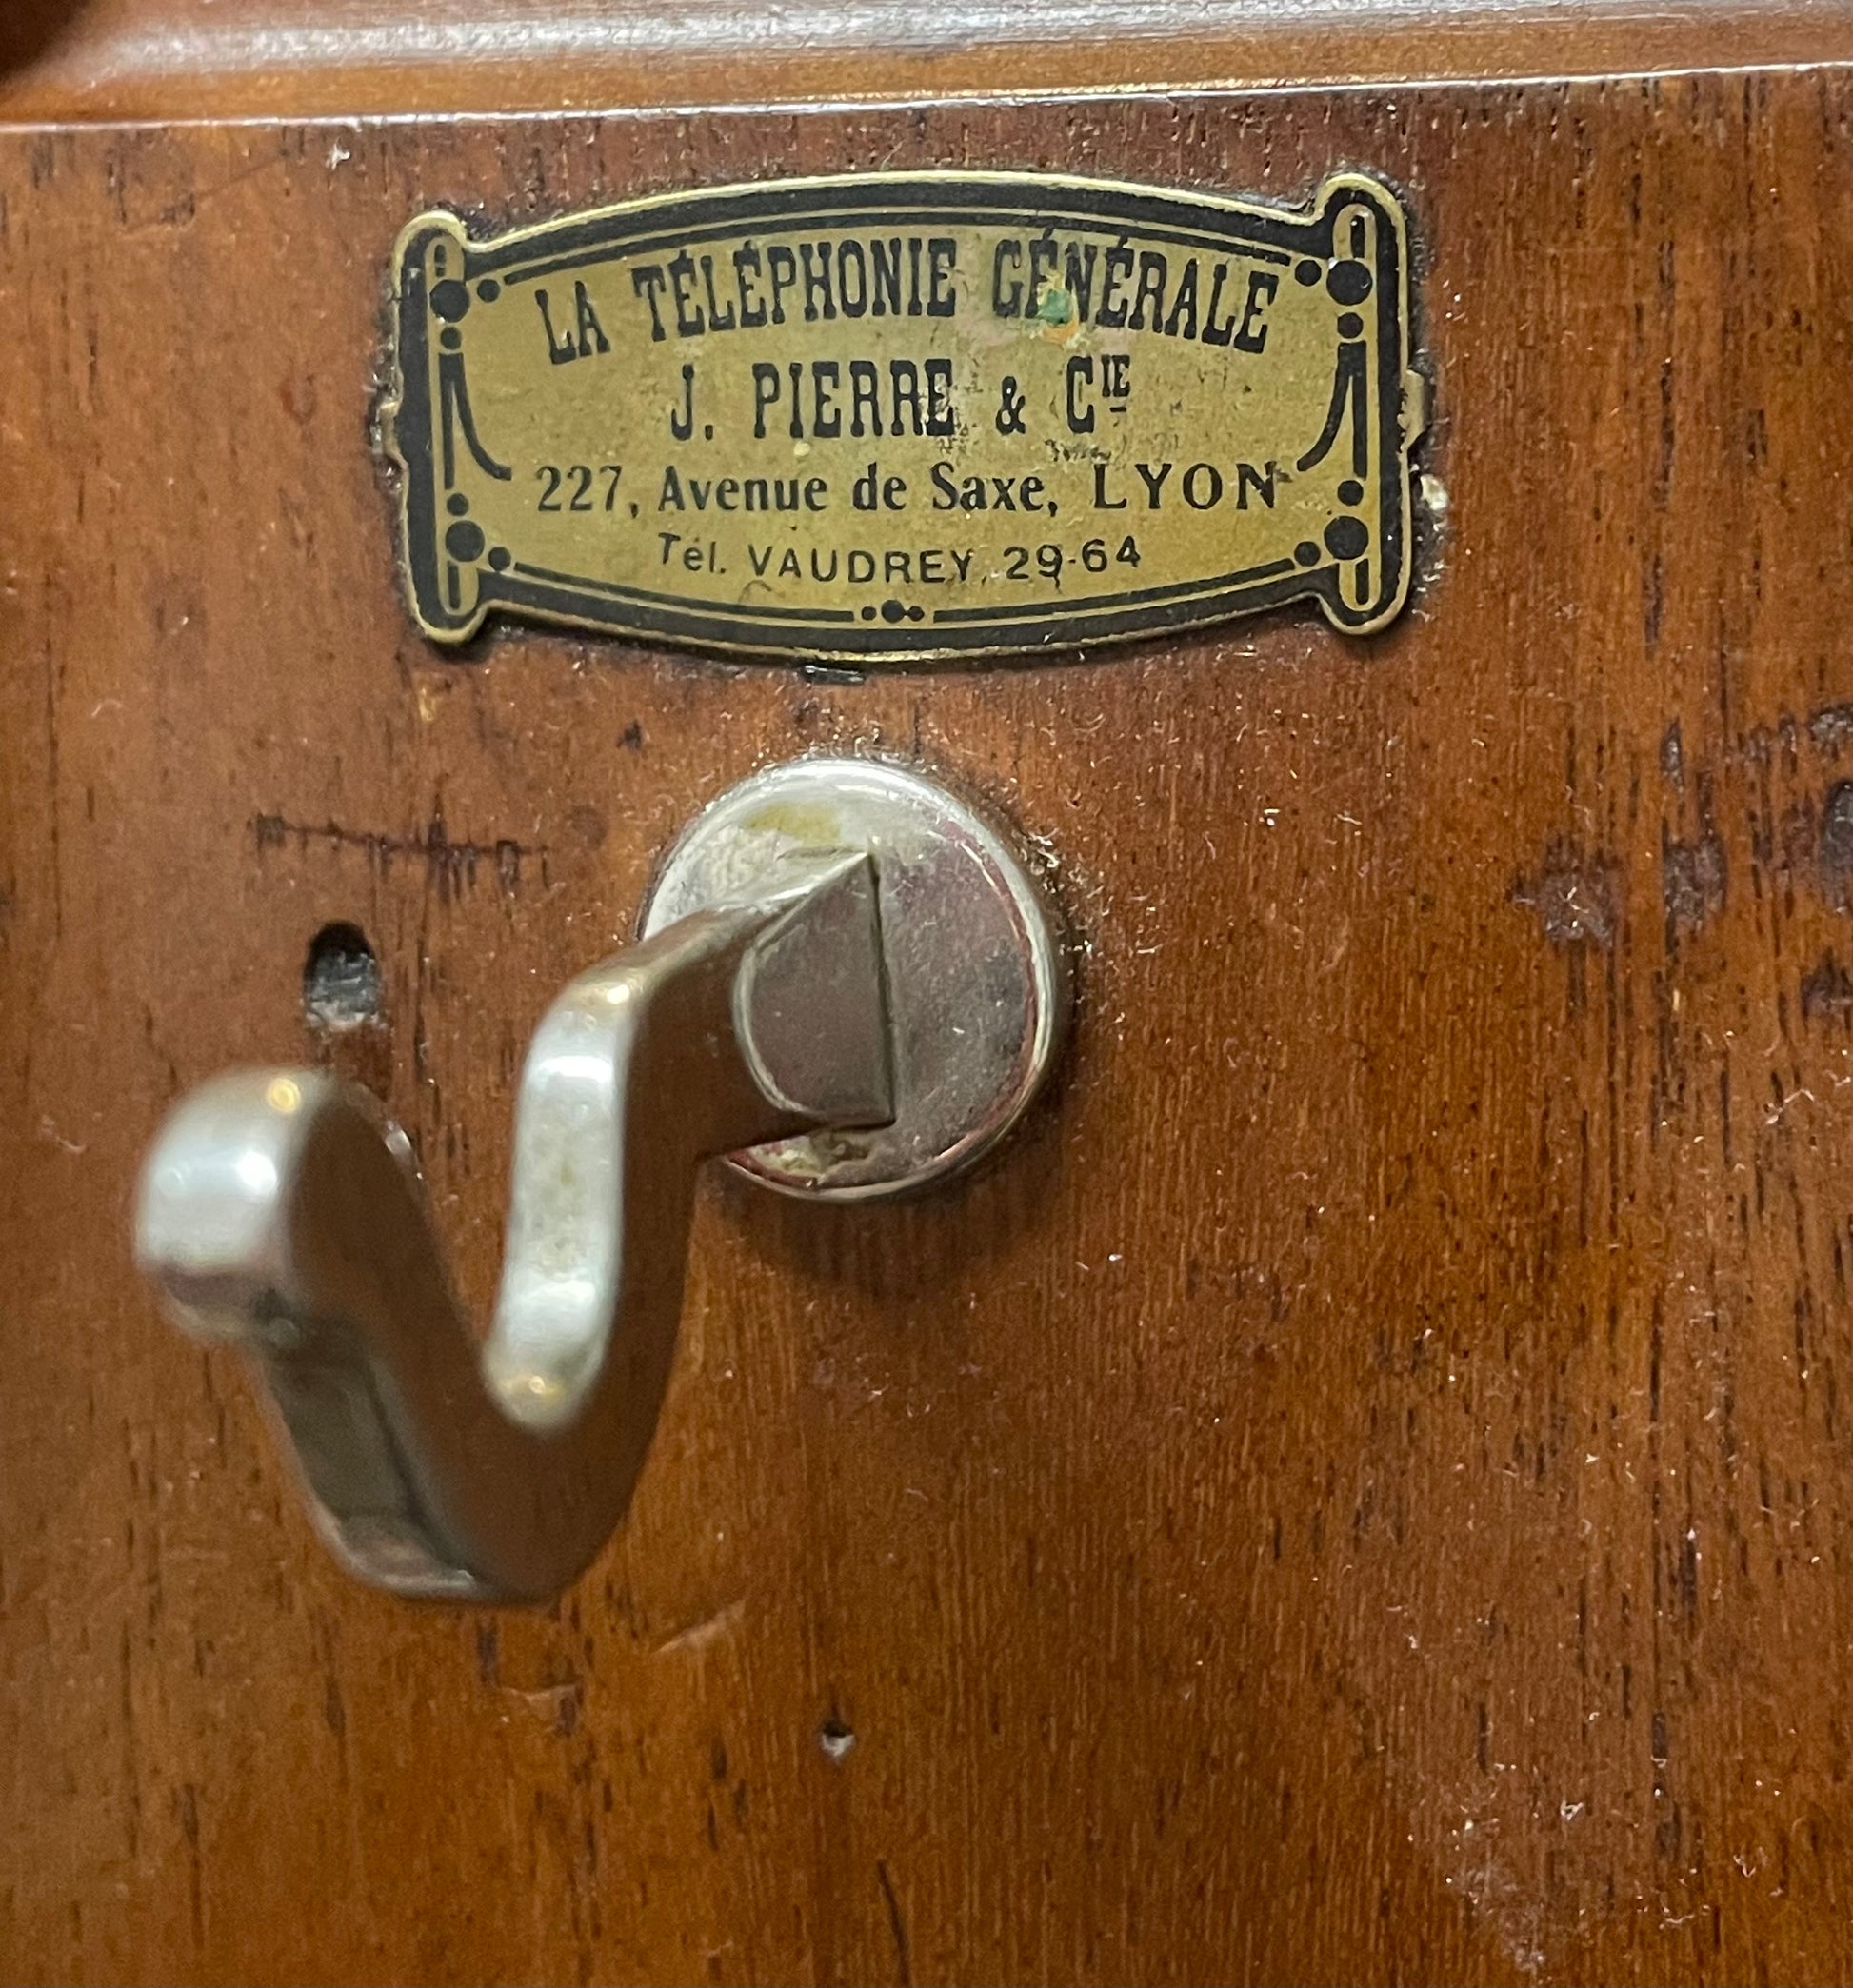 LA TÉLÉPHONIE GÉNÉRALE
J. PIERRE & CIE
227, Avenue de Saxe, LYON
Tél. VAUDREY, 29-64